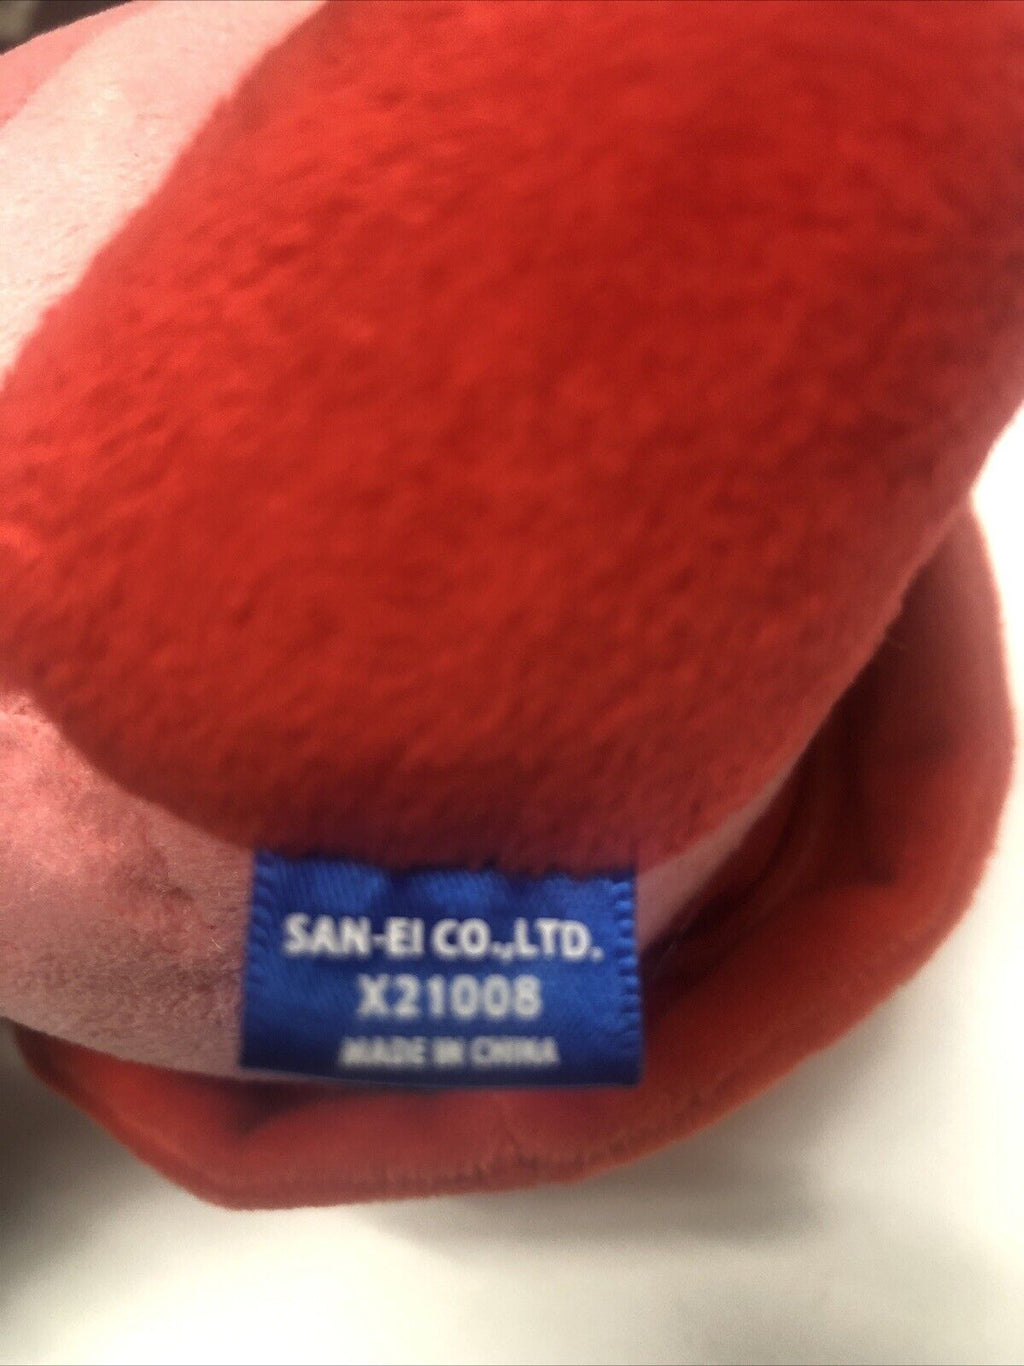 SAN-EI CO.,LTD.
X21008
MADE IN CHINA